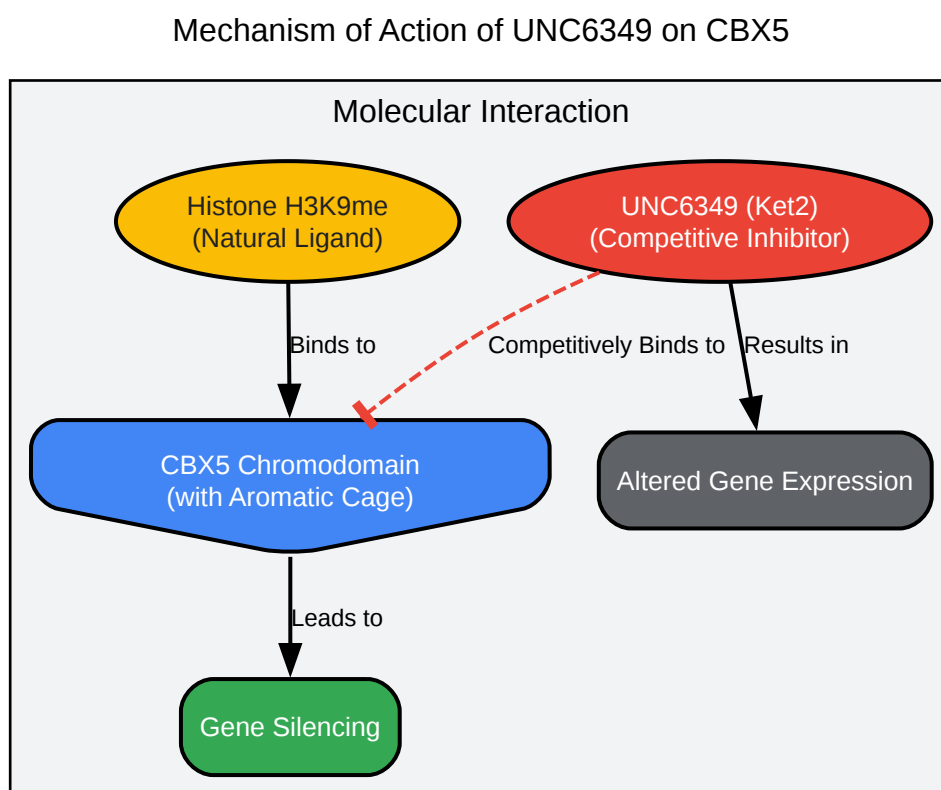 Mechanism of Action of UNC6349 on CBX5
Molecular Interaction
Histone H3K9me
(Natural Ligand)
UNC6349 (Ket2)
(Competitive Inhibitor)
Binds to
Competitively Binds to
Results in
CBX5 Chromodomain
(with Aromatic Cage)
Altered Gene Expression
Leads to
Gene Silencing